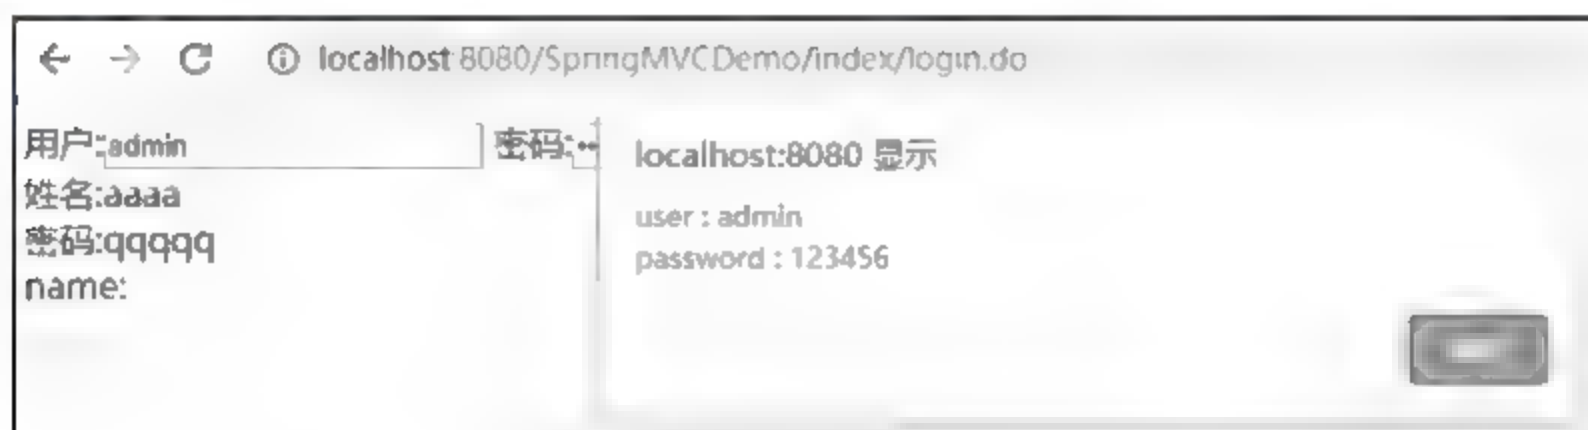 localhost:8080/SpringMVCDemo/index/login.do
用户:admin 密码:••
姓名:aaaa
密码:qqqqq
name:
localhost:8080 显示
user : admin
password : 123456